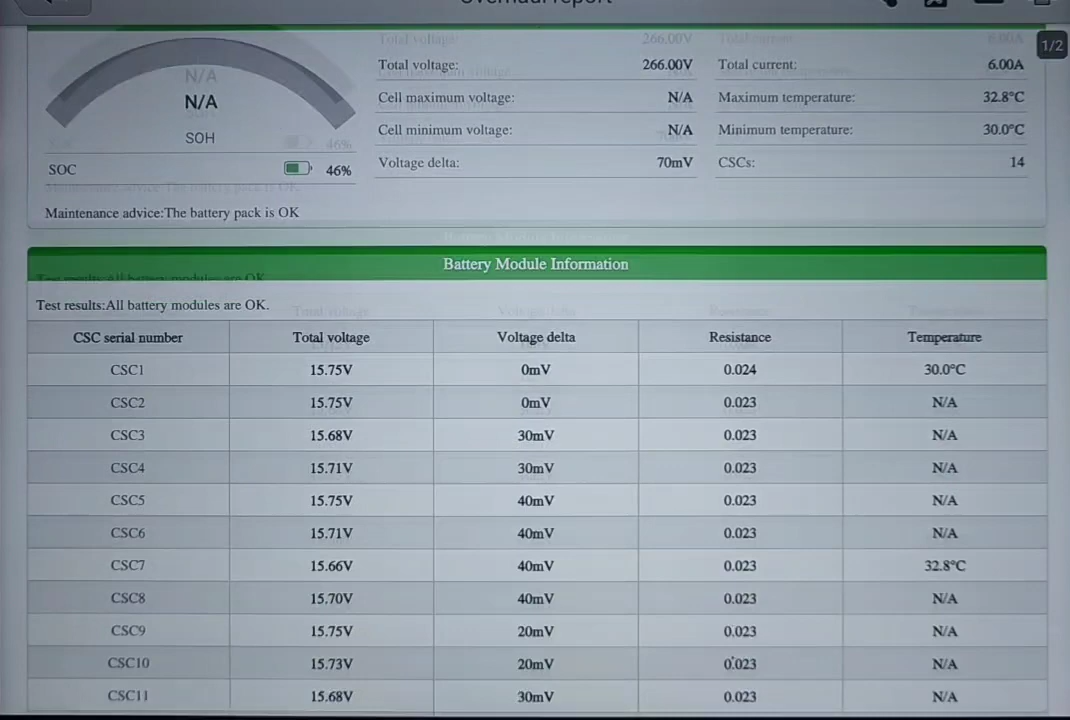 Overhaul report
1/2
N/A
SOH
SOC 46%
Total voltage: 266.00V Total current: 6.00A
Cell maximum voltage: N/A Maximum temperature: 32.8°C
Cell minimum voltage: N/A Minimum temperature: 30.0°C
Voltage delta: 70mV CSCs: 14
Maintenance advice:The battery pack is OK
Battery Module Information
Test results:All battery modules are OK.
CSC serial number Total voltage Voltage delta Resistance Temperature
CSC1 15.75V 0mV 0.024 30.0°C
CSC2 15.75V 0mV 0.023 N/A
CSC3 15.68V 30mV 0.023 N/A
CSC4 15.71V 30mV 0.023 N/A
CSC5 15.75V 40mV 0.023 N/A
CSC6 15.71V 40mV 0.023 N/A
CSC7 15.66V 40mV 0.023 32.8°C
CSC8 15.70V 40mV 0.023 N/A
CSC9 15.75V 20mV 0.023 N/A
CSC10 15.73V 20mV 0.023 N/A
CSC11 15.68V 30mV 0.023 N/A